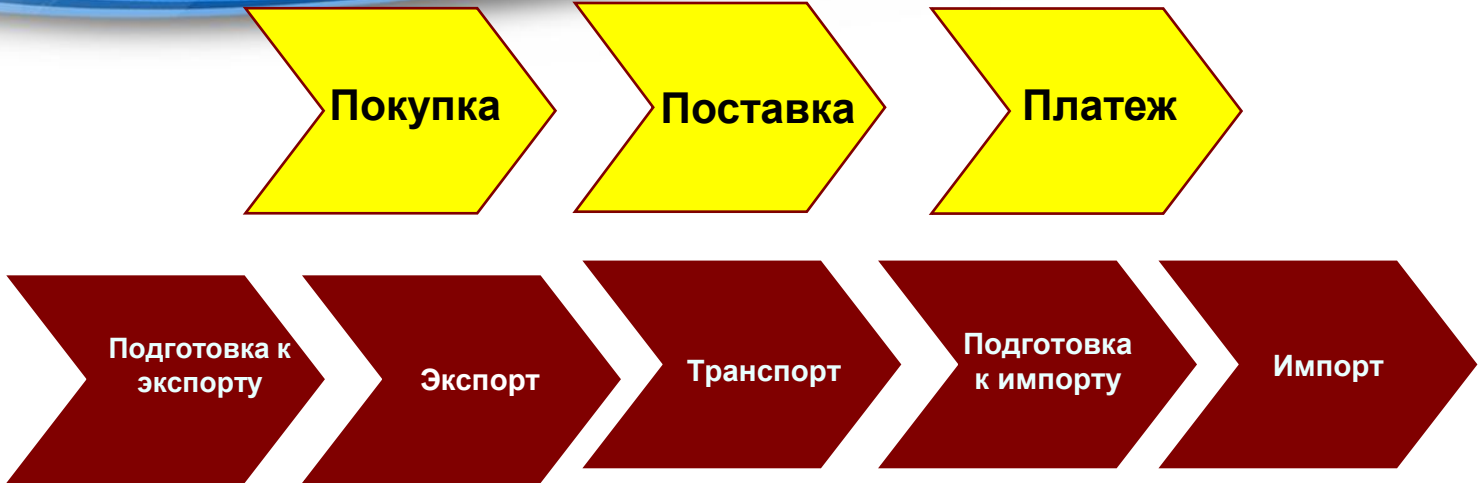 Покупка
Поставка
Платеж
Подготовка к
экспорту
Экспорт
Транспорт
Подготовка
к импорту
Импорт